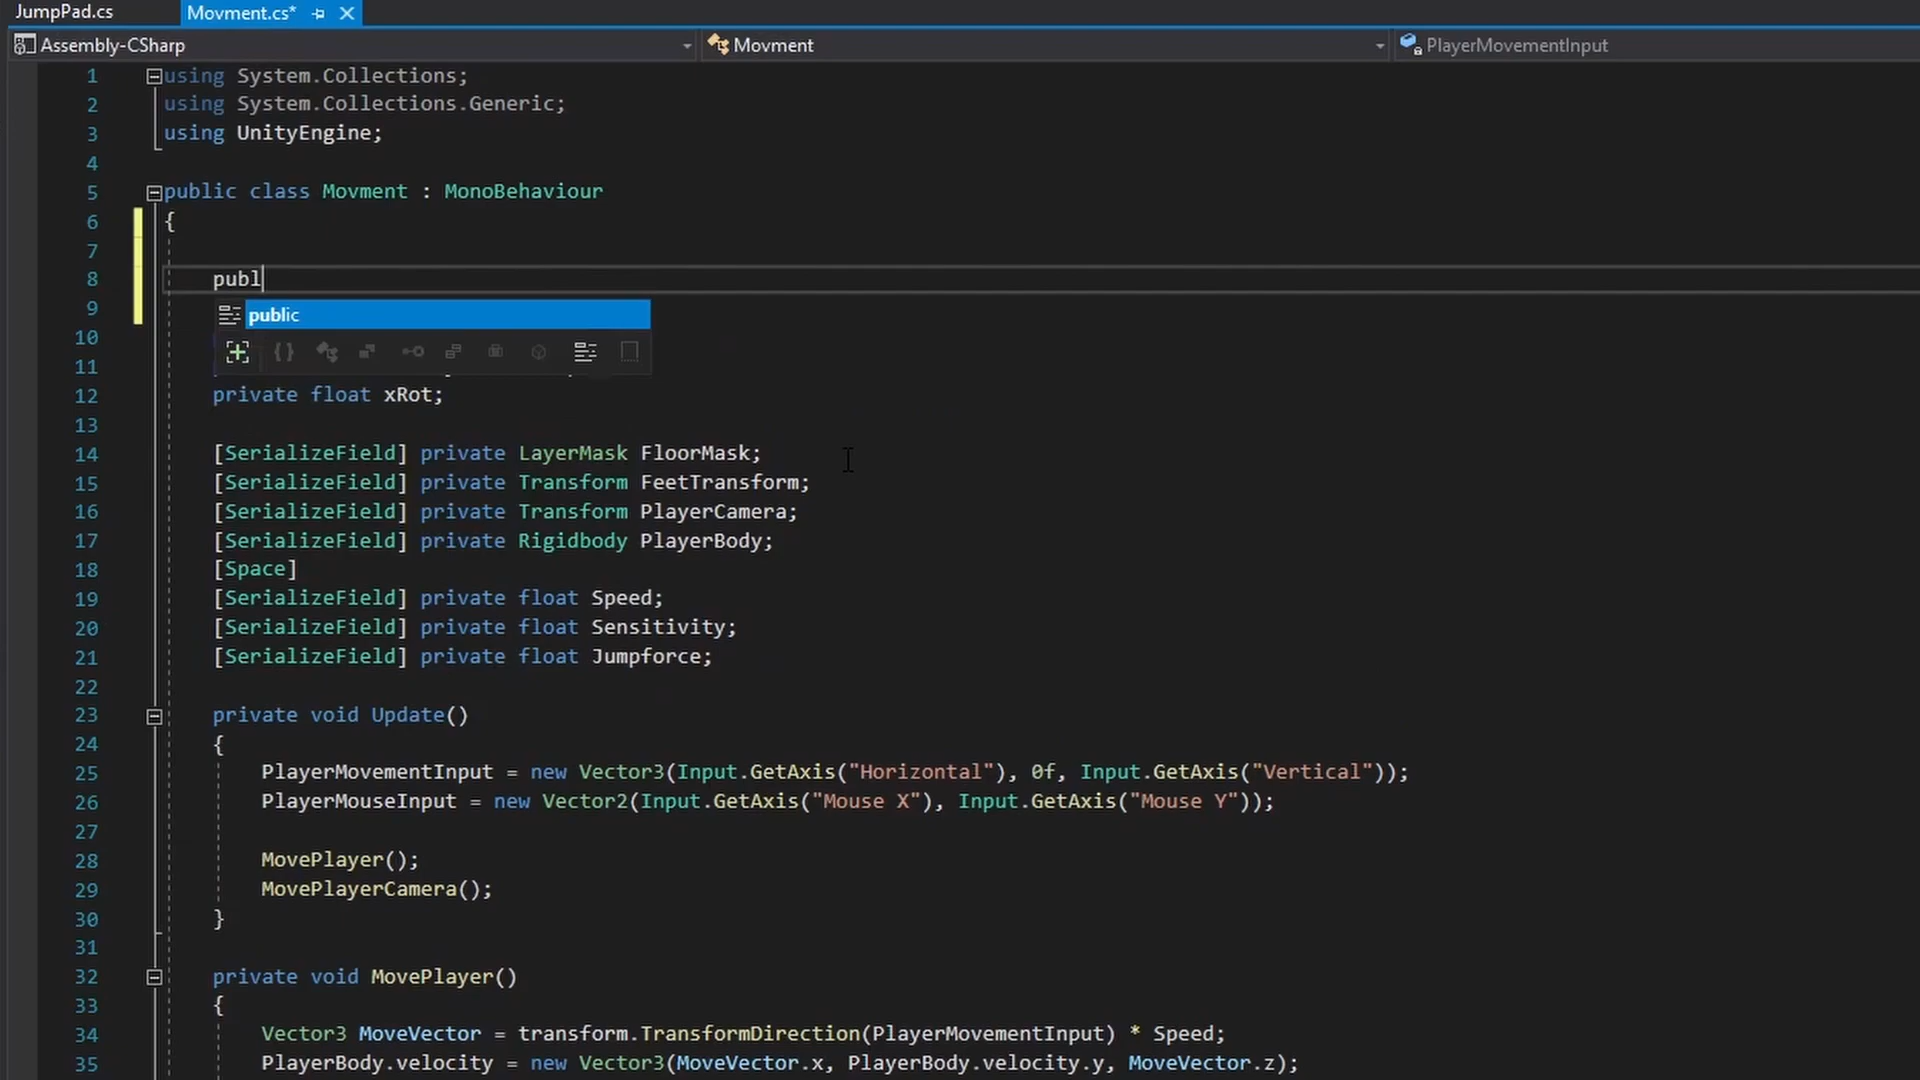 JumpPad.cs Movment.cs*
Assembly-CSharp Movment PlayerMovementInput
1 using System.Collections;
2 using System.Collections.Generic;
3 using UnityEngine;
4
5 public class Movment : MonoBehaviour
6 {
7
8 publ
9 public
10
11
12 private float xRot;
13
14 [SerializeField] private LayerMask FloorMask;
15 [SerializeField] private Transform FeetTransform;
16 [SerializeField] private Transform PlayerCamera;
17 [SerializeField] private Rigidbody PlayerBody;
18 [Space]
19 [SerializeField] private float Speed;
20 [SerializeField] private float Sensitivity;
21 [SerializeField] private float Jumpforce;
22
23 private void Update()
24 {
25 PlayerMovementInput = new Vector3(Input.GetAxis("Horizontal"), 0f, Input.GetAxis("Vertical"));
26 PlayerMouseInput = new Vector2(Input.GetAxis("Mouse X"), Input.GetAxis("Mouse Y"));
27
28 MovePlayer();
29 MovePlayerCamera();
30 }
31
32 private void MovePlayer()
33 {
34 Vector3 MoveVector = transform.TransformDirection(PlayerMovementInput) * Speed;
35 PlayerBody.velocity = new Vector3(MoveVector.x, PlayerBody.velocity.y, MoveVector.z);